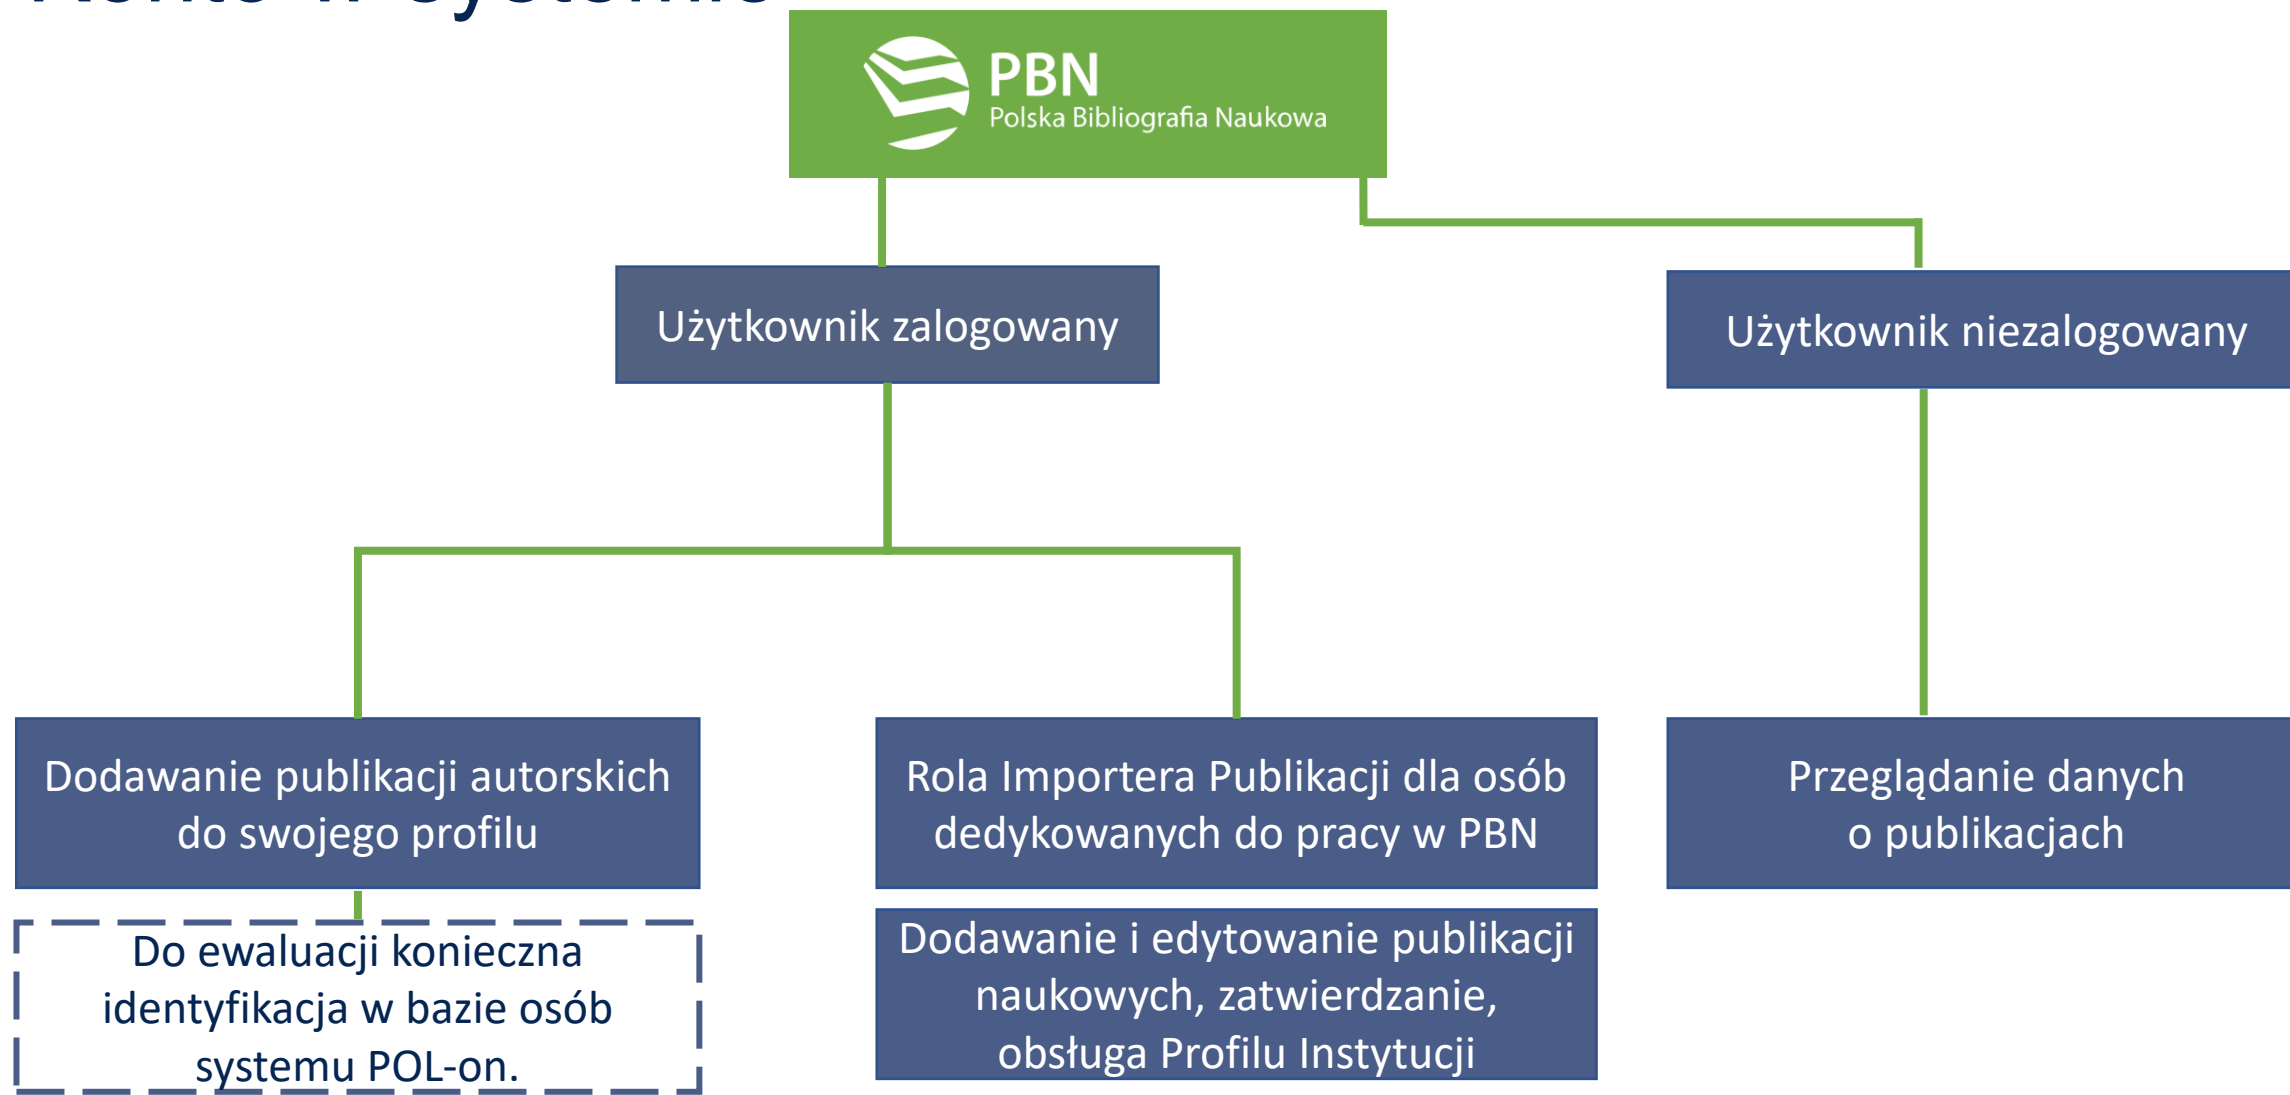 PBN
Polska Bibliografia Naukowa
Użytkownik zalogowany
Użytkownik niezalogowany
Dodawanie publikacji autorskich
do swojego profilu
Rola Importera Publikacji dla osób
dedykowanych do pracy w PBN
Przeglądanie danych
o publikacjach
Do ewaluacji konieczna
identyfikacja w bazie osób
systemu POL-on.
Dodawanie i edytowanie publikacji
naukowych, zatwierdzanie,
obsługa Profilu Instytucji